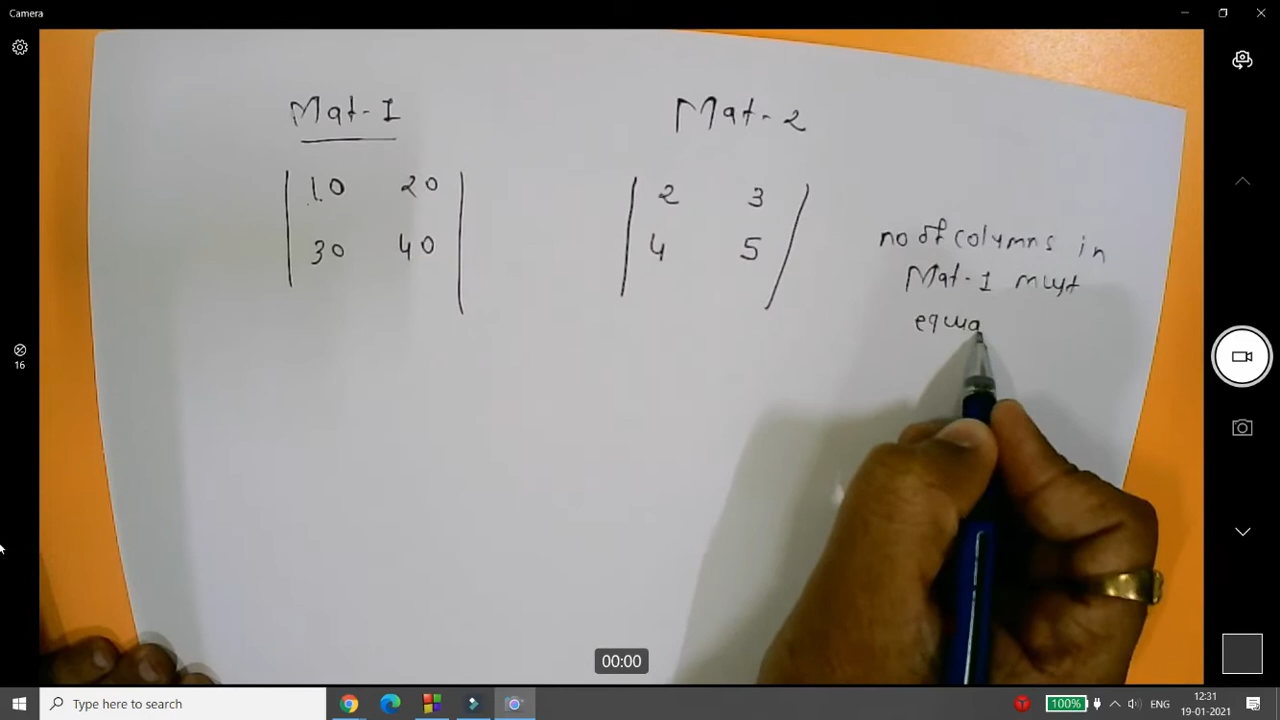 Camera
Mat-1 Mat-2
10 20 2 3
30 40 4 5
no of columns in
Mat-1 must
equa
16
00:00
Type here to search
100% ENG 12:31
19-01-2021